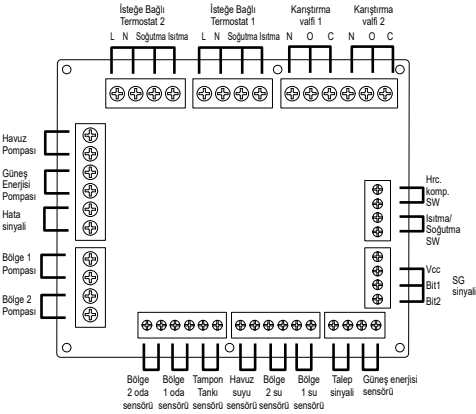 İsteğe Bağlı
Termostat 2
İsteğe Bağlı
Termostat 1
Karıştırma
valfi 1
Karıştırma
valfi 2
L N Soğutma Isıtma
L N Soğutma Isıtma
N O C
N O C
Havuz
Pompası
Güneş
Enerjisi
Pompası
Hata
sinyali
Bölge 1
Pompası
Bölge 2
Pompası
Hrc.
komp.
SW
Isıtma/
Soğutma
SW
Vcc
Bit1
Bit2
SG
sinyali
Bölge
2 oda
sensörü
Bölge
1 oda
sensörü
Tampon
Tankı
sensörü
Havuz
suyu
sensörü
Bölge
2 su
sensörü
Bölge
1 su
sensörü
Talep
sinyali
Güneş enerjisi
sensörü